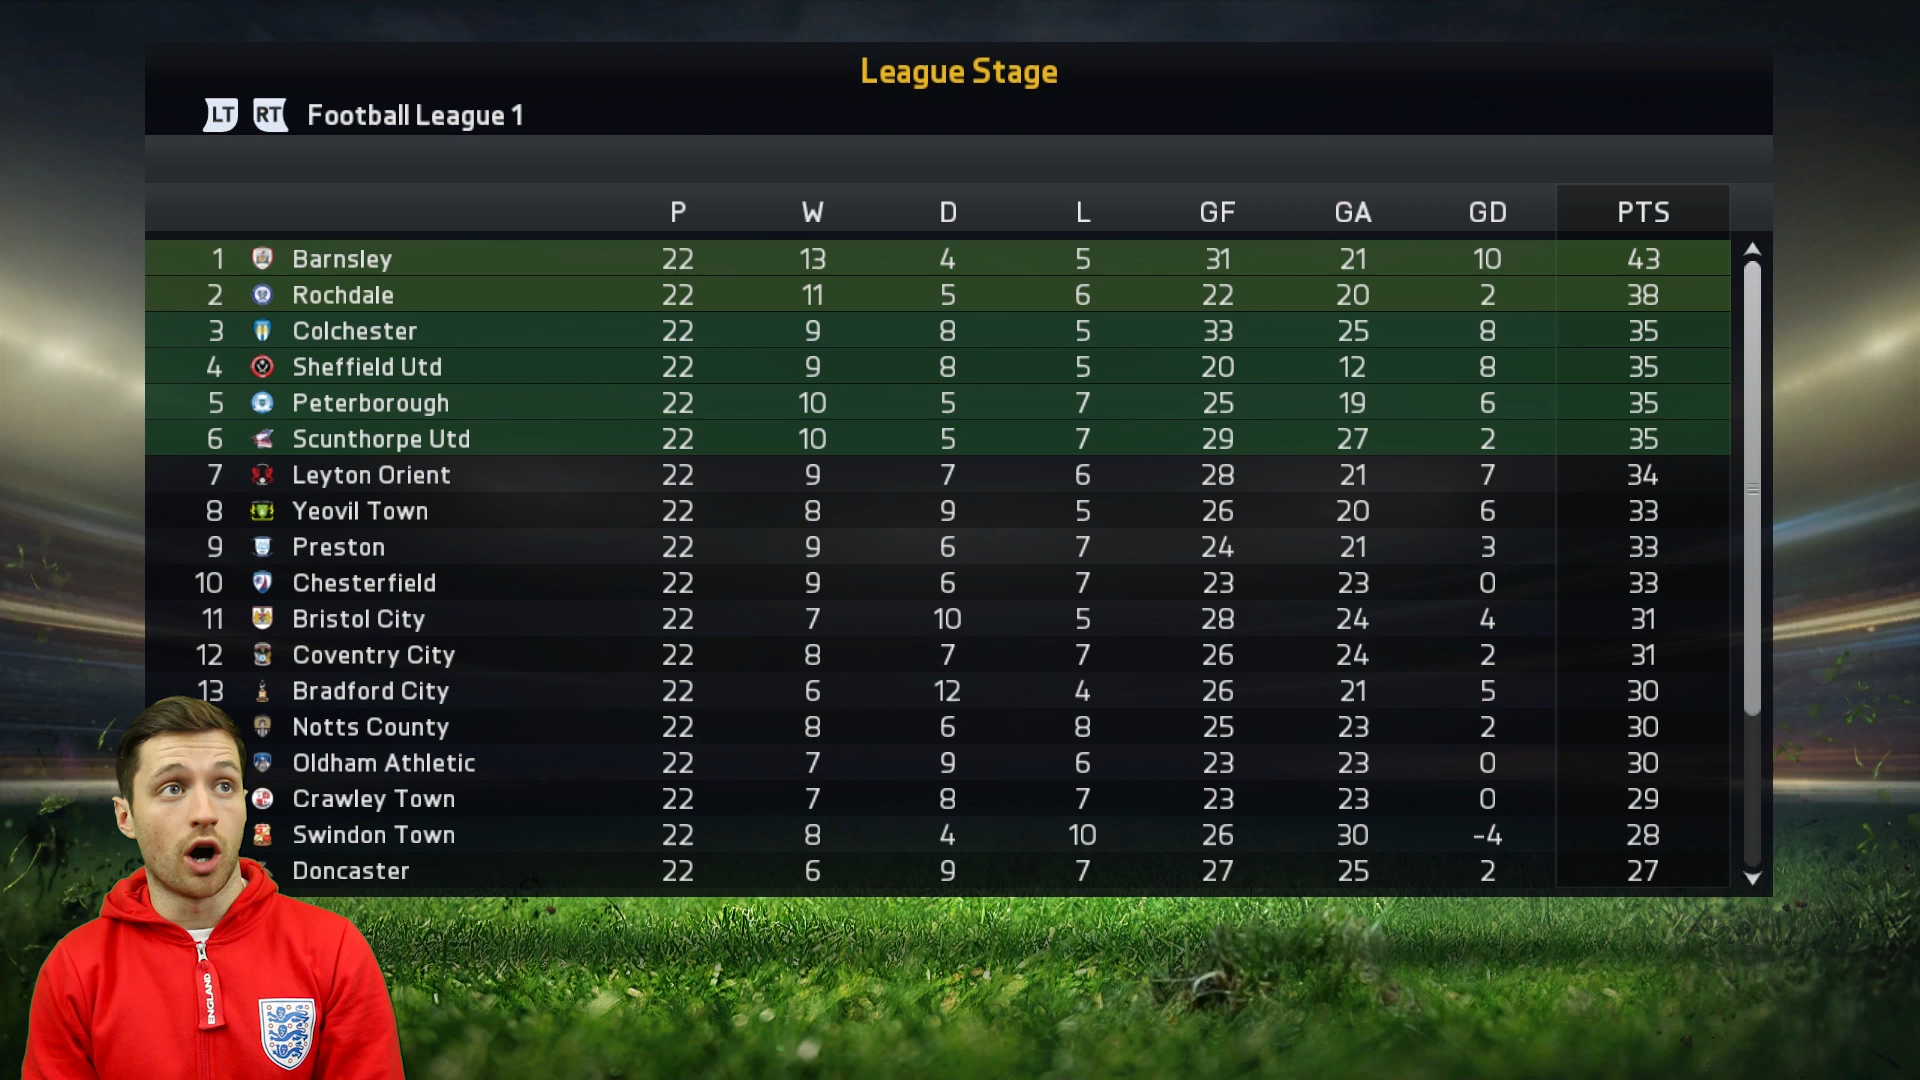 League Stage
LT RT Football League 1
P W D L GF GA GD PTS
1 Barnsley 22 13 4 5 31 21 10 43
2 Rochdale 22 11 5 6 22 20 2 38
3 Colchester 22 9 8 5 33 25 8 35
4 Sheffield Utd 22 9 8 5 20 12 8 35
5 Peterborough 22 10 5 7 25 19 6 35
6 Scunthorpe Utd 22 10 5 7 29 27 2 35
7 Leyton Orient 22 9 7 6 28 21 7 34
8 Yeovil Town 22 8 9 5 26 20 6 33
9 Preston 22 9 6 7 24 21 3 33
10 Chesterfield 22 9 6 7 23 23 0 33
11 Bristol City 22 7 10 5 28 24 4 31
12 Coventry City 22 8 7 7 26 24 2 31
13 Bradford City 22 6 12 4 26 21 5 30
Notts County 22 8 6 8 25 23 2 30
Oldham Athletic 22 7 9 6 23 23 0 30
Crawley Town 22 7 8 7 23 23 0 29
Swindon Town 22 8 4 10 26 30 -4 28
Doncaster 22 6 9 7 27 25 2 27
ENGLAND